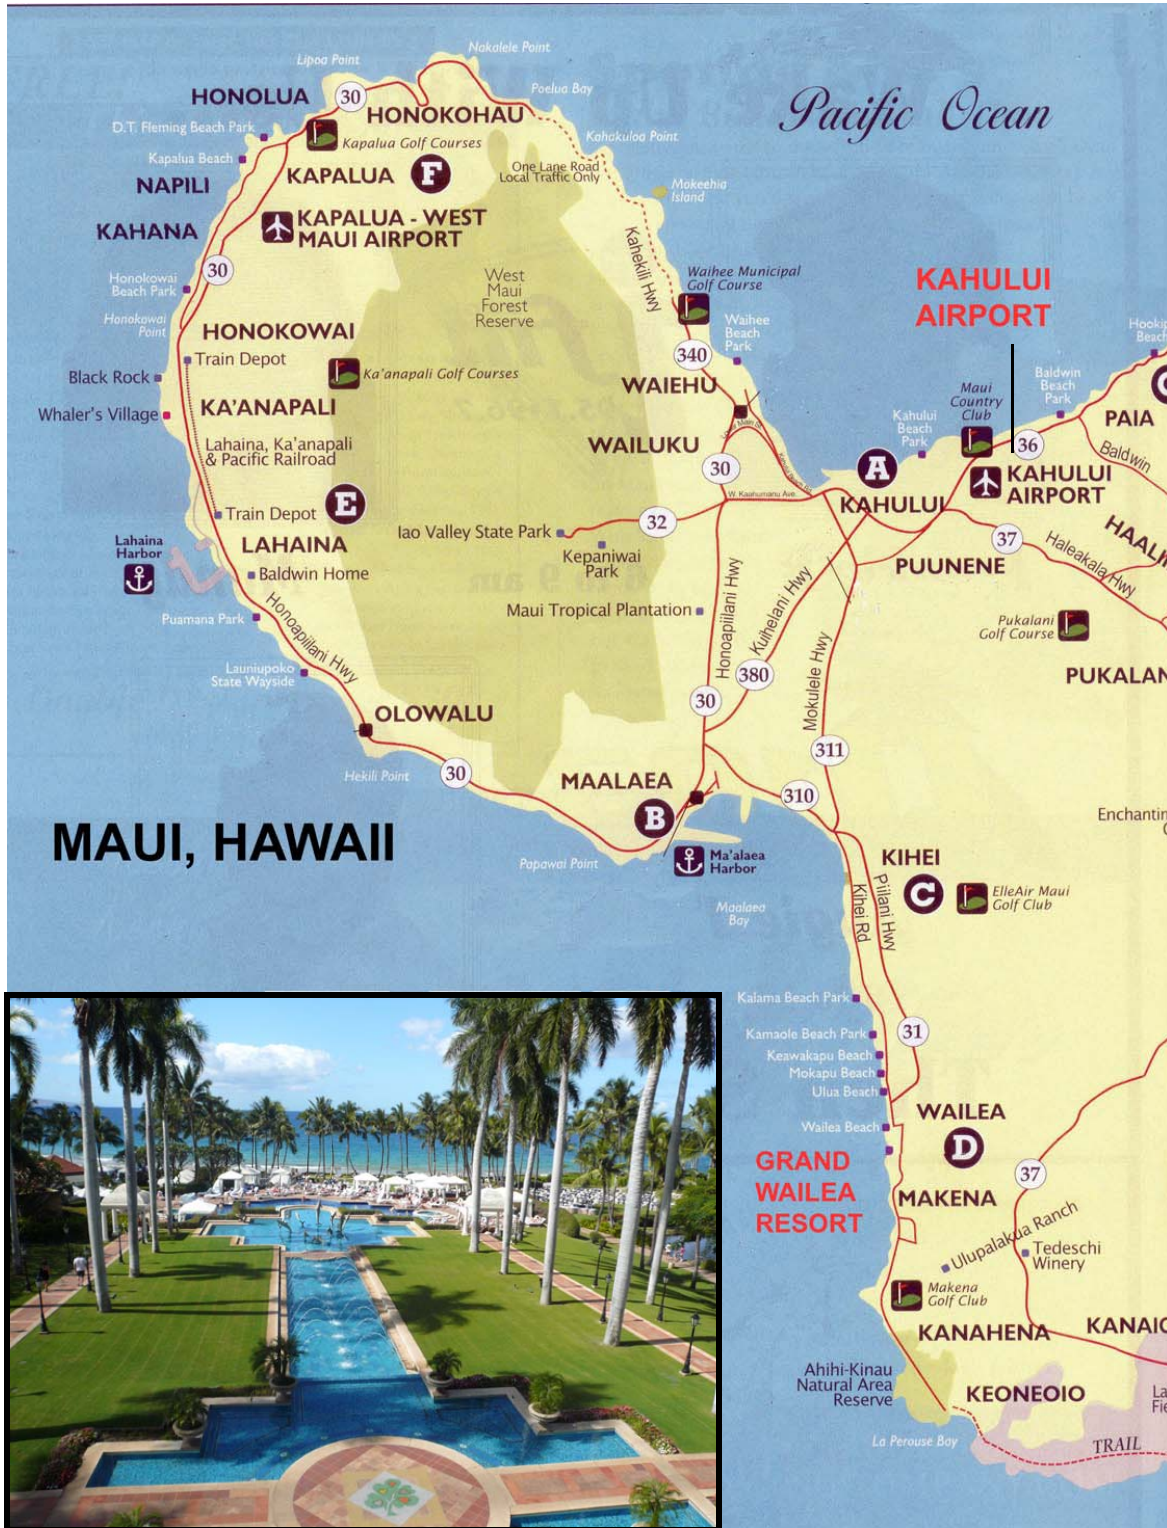 Nakalele Point
Lipoa Point
HONOLUA
30
Poelua Bay
HONOKOHAU
Pacific Ocean
D.T. Fleming Beach Park
Kapalua Golf Courses
Kahakuloa Point
Kapalua Beach
NAPILI
KAPALUA
F
One Lane Road
Local Traffic Only
Mokeehia
Island
KAHANA
KAPALUA - WEST
MAUI AIRPORT
Kahekili Hwy
30
Honokowai
Beach Park
West
Maui
Forest
Reserve
Waihee Municipal
Golf Course
KAHULUI
AIRPORT
Honokowai
Point
HONOKOWAI
Waihee
Beach
Park
340
Train Depot
Black Rock
Ka'anapali Golf Courses
WAIEHU
Maui
Country
Club
Baldwin
Beach
Park
Whaler's Village
KA'ANAPALI
Kahului
Beach
Park
PAIA
Lahaina, Ka'anapali
& Pacific Railroad
WAILUKU
30
A
36
Baldwin
KAHULUI
AIRPORT
E
W. Kaahumanu Ave.
KAHULUI
Train Depot
Iao Valley State Park
32
Lahaina
Harbor
LAHAINA
Kepaniwai
Park
37
Haleakala Hwy
PUUNENE
Baldwin Home
Puamana Park
Honoapiilani Hwy
Maui Tropical Plantation
Honoapiilani Hwy
Kuihelani Hwy
Mokulele Hwy
Pukalani
Golf Course
Launiupoko
State Wayside
380
30
OLOWALU
311
Hekili Point
30
MAALAEA
310
B
MAUI, HAWAII
Papawai Point
Ma'alaea
Harbor
KIHEI
C
ElleAir Maui
Golf Club
Maalaea
Bay
Kihei Rd
Piilani Hwy
Kalama Beach Park
Kamaole Beach Park
31
Keawakapu Beach
Mokapu Beach
Ulua Beach
WAILEA
Wailea Beach
D
GRAND
WAILEA
RESORT
37
MAKENA
Ulupalakua Ranch
Tedeschi
Winery
Makena
Golf Club
KANAHENA
Ahihi-Kinau
Natural Area
Reserve
KEONEOIO
La Perouse Bay
TRAIL